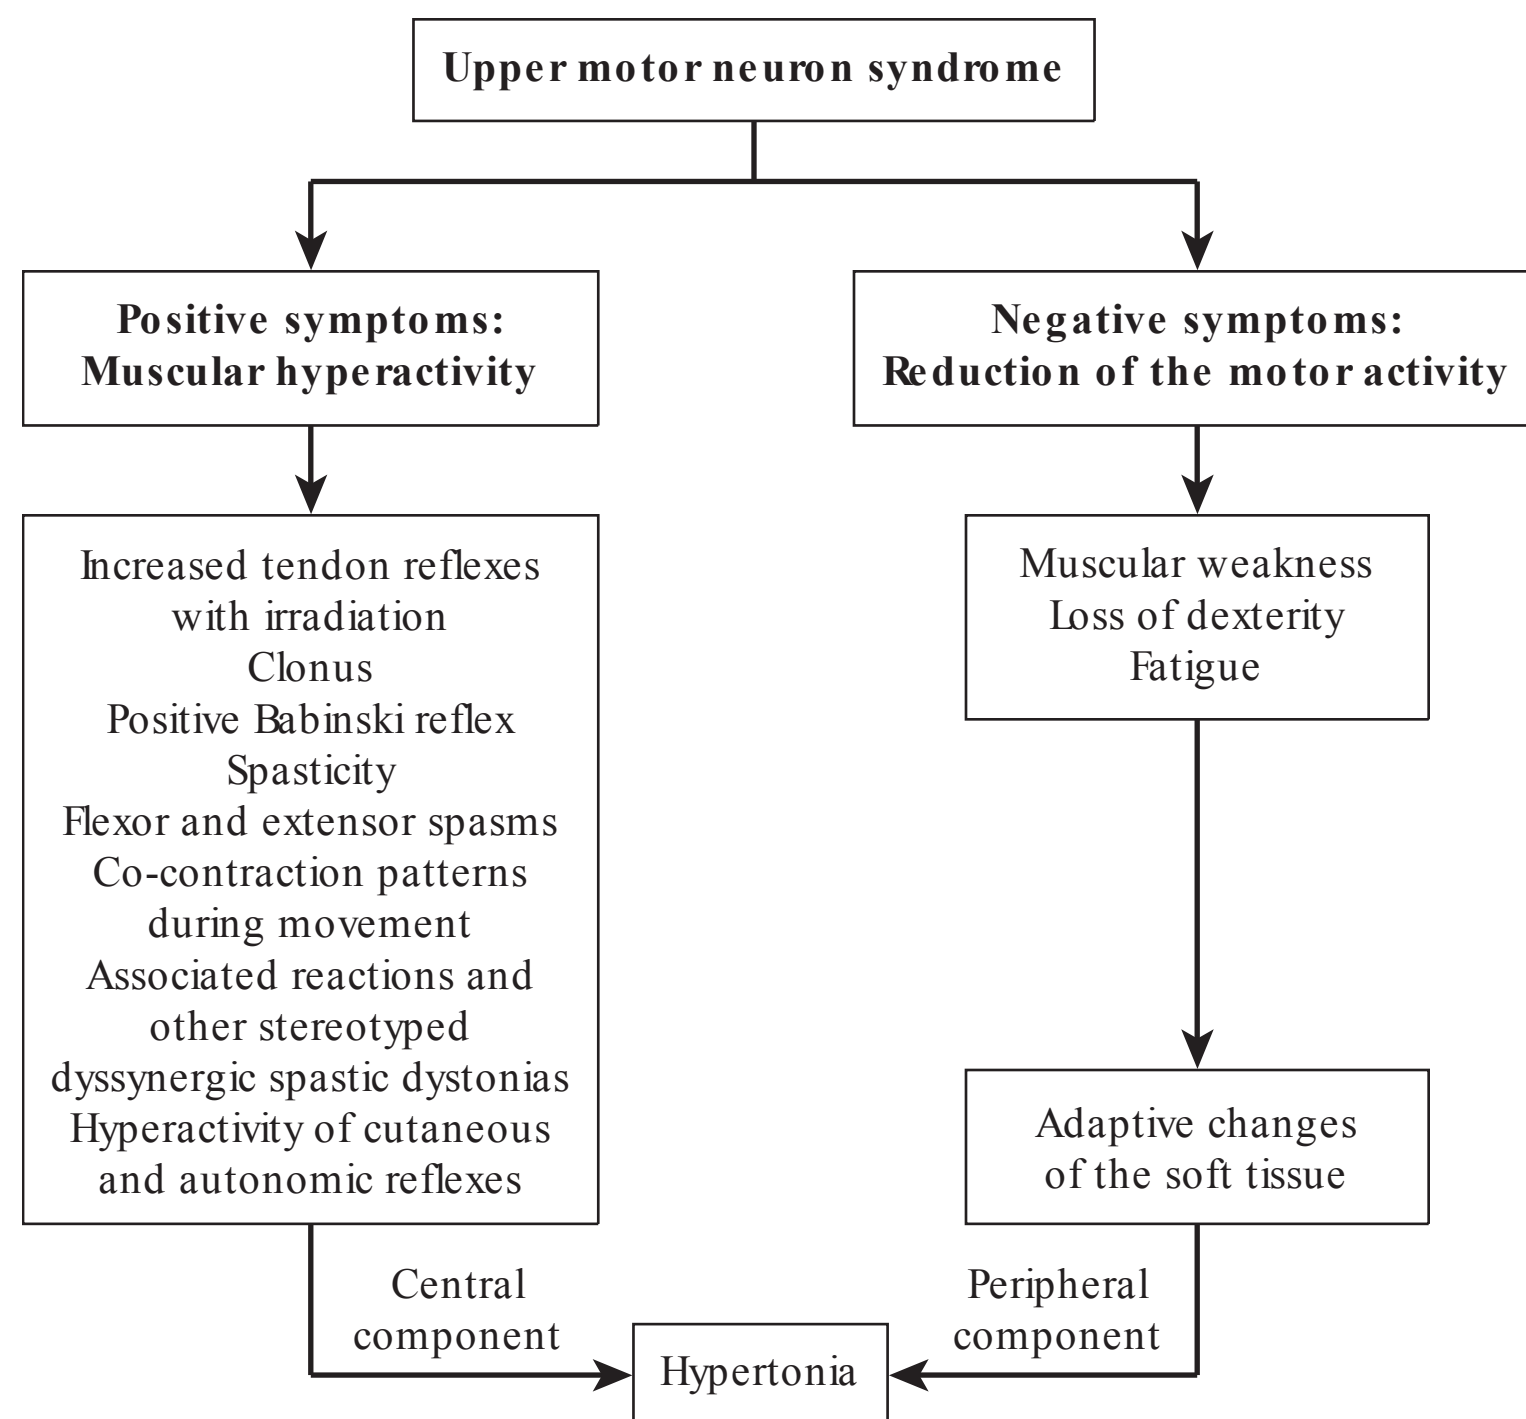 Upper motor neuron syndrome
Positive symptoms:
Muscular hyperactivity
Negative symptoms:
Reduction of the motor activity
Increased tendon reflexes
with irradiation
Clonus
Positive Babinski reflex
Spasticity
Flexor and extensor spasms
Co-contraction patterns
during movement
Associated reactions and
other stereotyped
dyssynergic spastic dystonias
Hyperactivity of cutaneous
and autonomic reflexes
Muscular weakness
Loss of dexterity
Fatigue
Adaptive changes
of the soft tissue
Central
component
Peripheral
component
Hypertonia